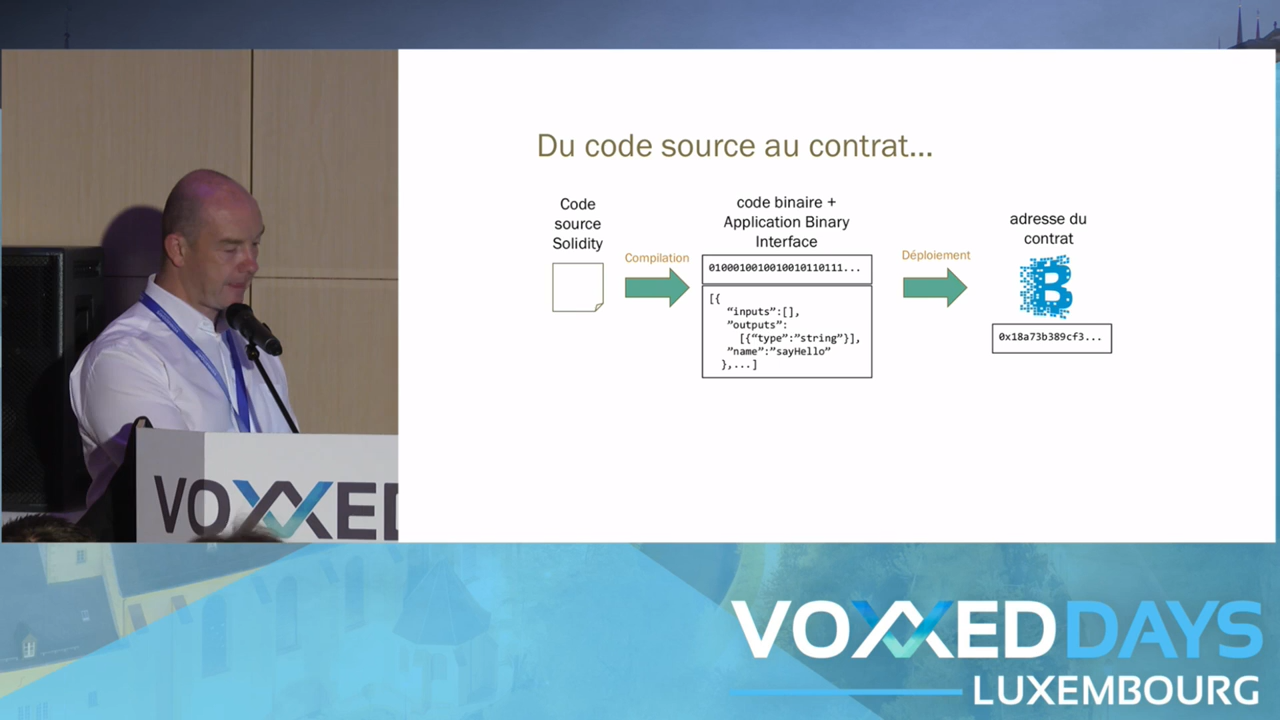 Du code source au contrat...
Code
source
Solidity
Compilation
code binaire +
Application Binary
Interface
0100010010010010110111...
[{
“inputs”:[],
”outputs”:
[{“type”:”string”}],
”name”:”sayHello”
},...]
Déploiement
adresse du
contrat
B
0x18a73b389cf3...
VOXXED
VOXXED DAYS
LUXEMBOURG